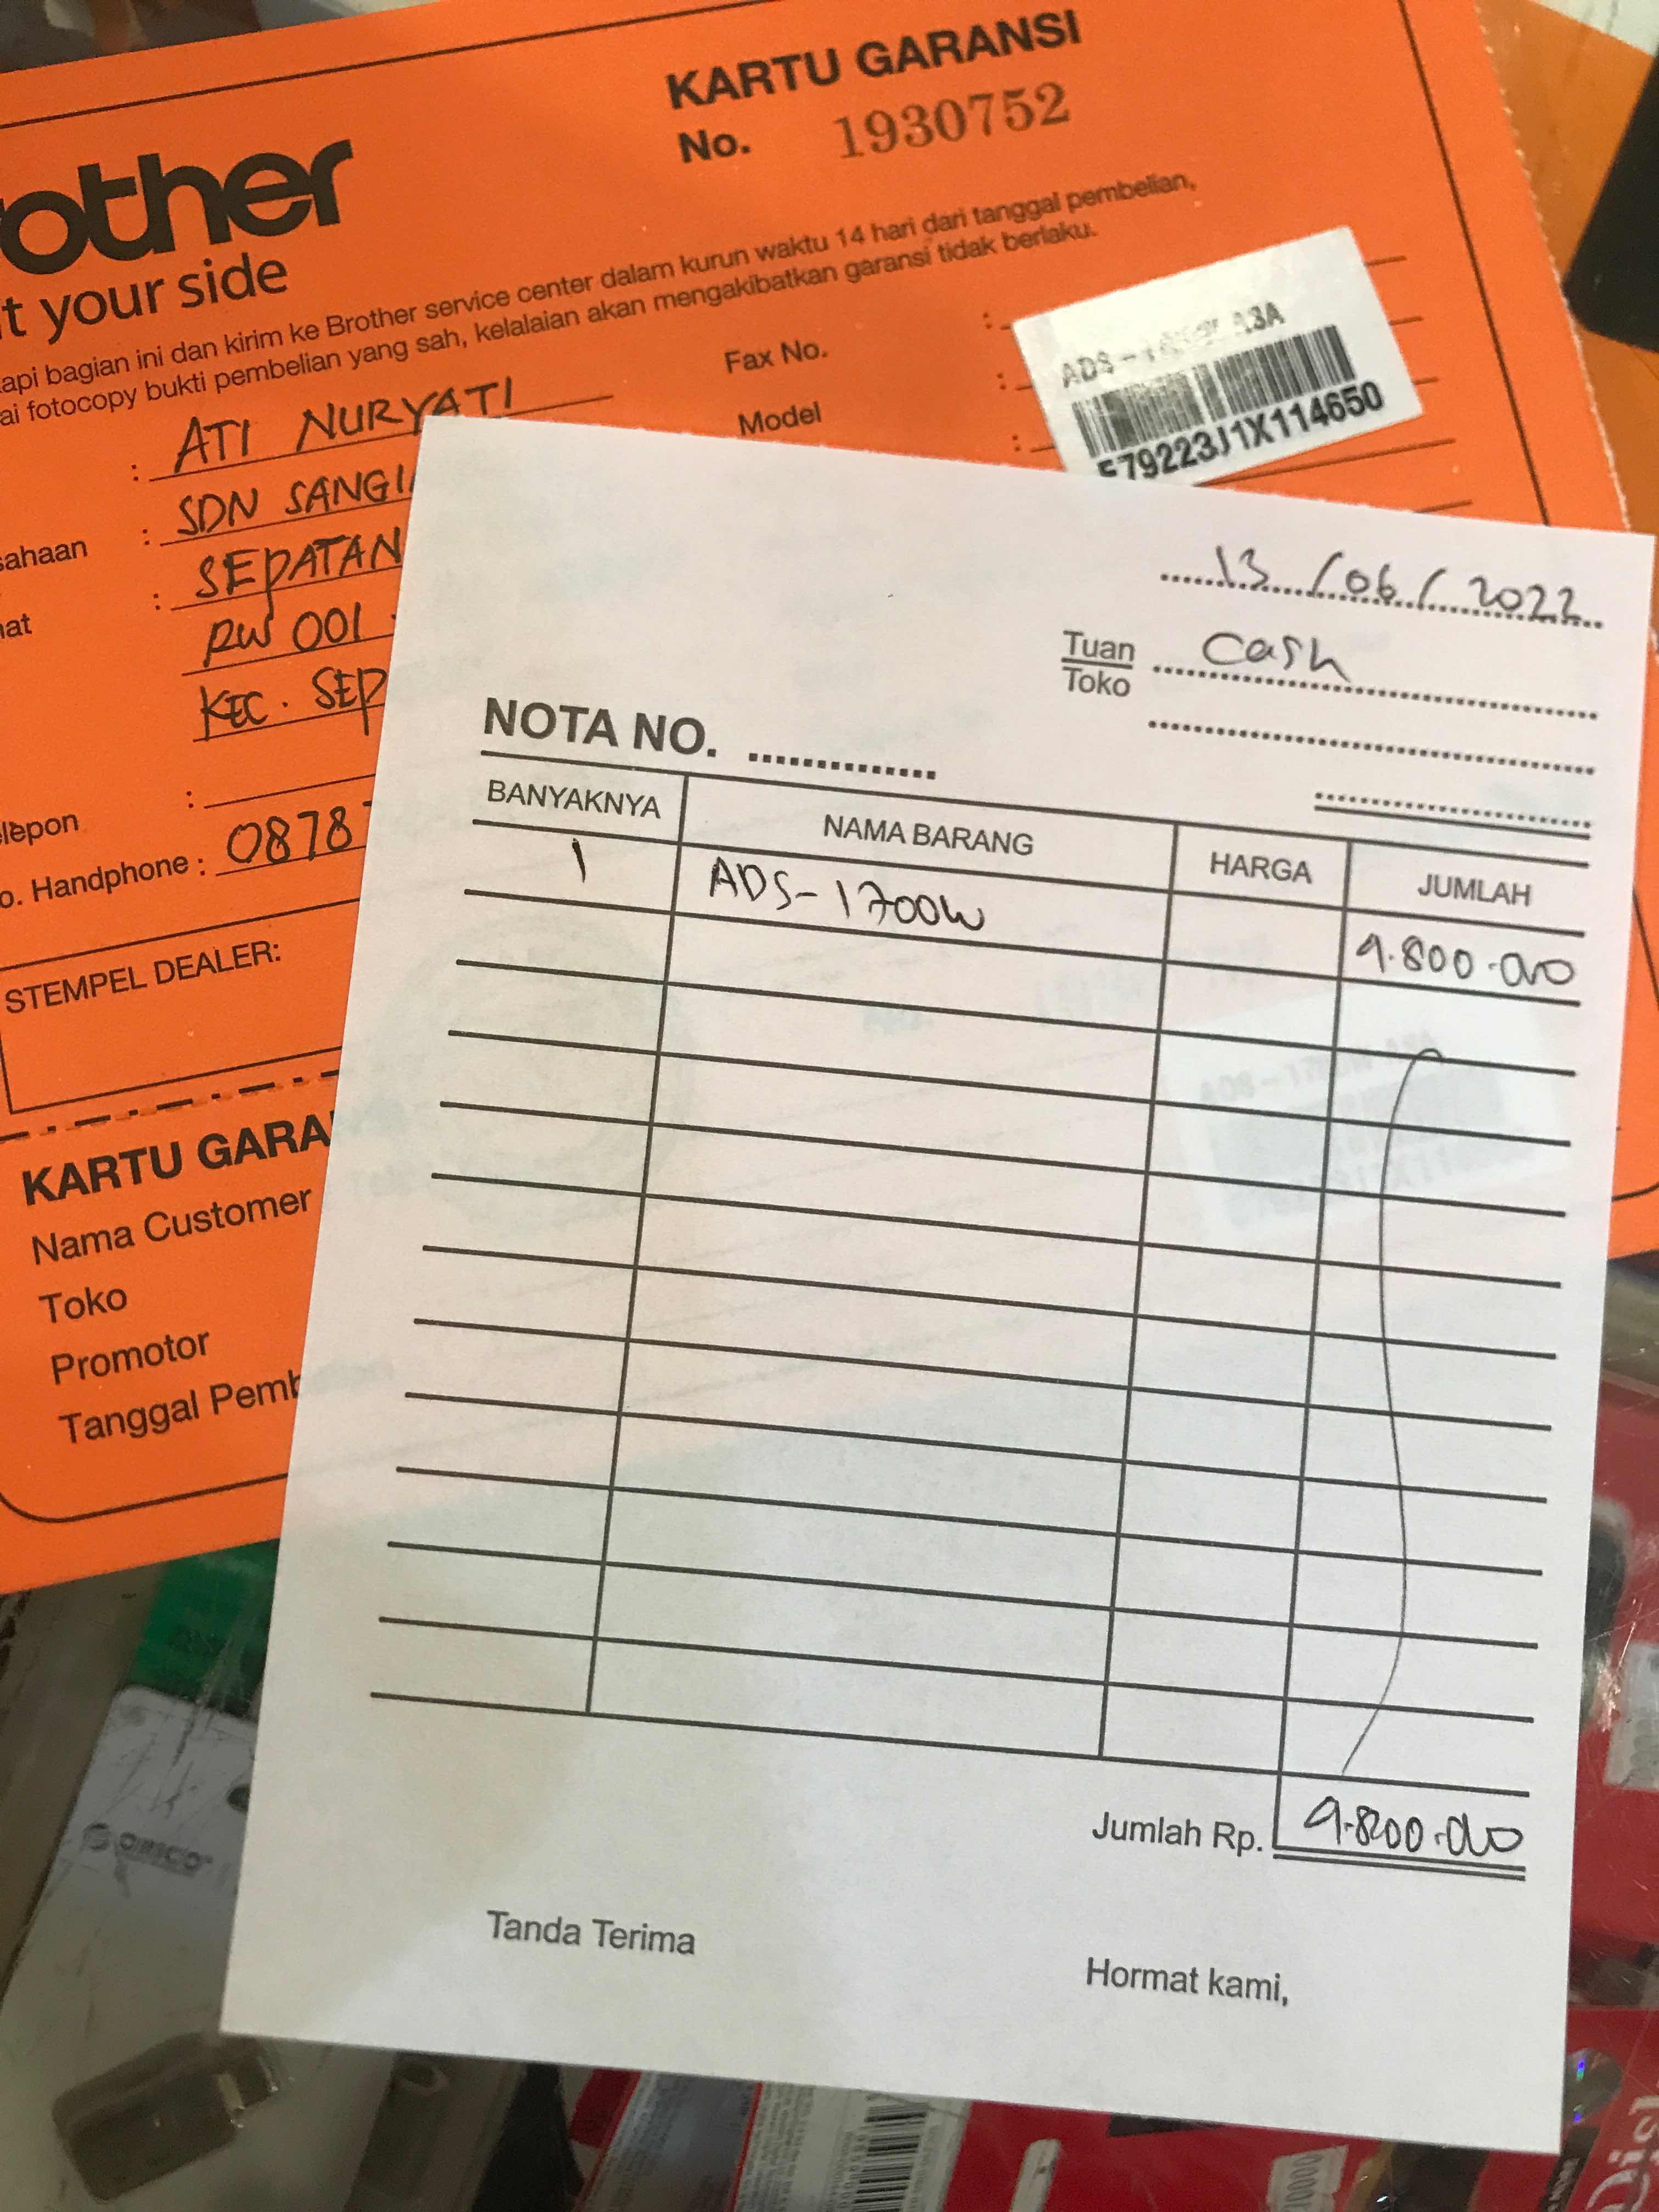 KARTU GARANSI
No. 1930752
other
t your side
api bagian ini dan kirim ke Brother service center dalam kurun waktu 14 hari dari tanggal pembelian,
ai fotocopy bukti pembelian yang sah, kelalaian akan mengakibatkan garansi tidak berlaku.
: ATI NURYATI
Fax No. :
ADS - A3A
Model :
E79223J1X114650
sahaan : SDN SANGI
at : SEPATAN
RW 001
KEC. SEP
lepon :
o. Handphone : 0878
STEMPEL DEALER:
KARTU GARA
Nama Customer
Toko
Promotor
Tanggal Pemb
13/06/2022
Tuan
Toko
Cash
NOTA NO.
BANYAKNYA NAMA BARANG HARGA JUMLAH
1 ADS-1700W 9.800.000
Jumlah Rp. 9.800.000
Tanda Terima Hormat kami,
ORICO